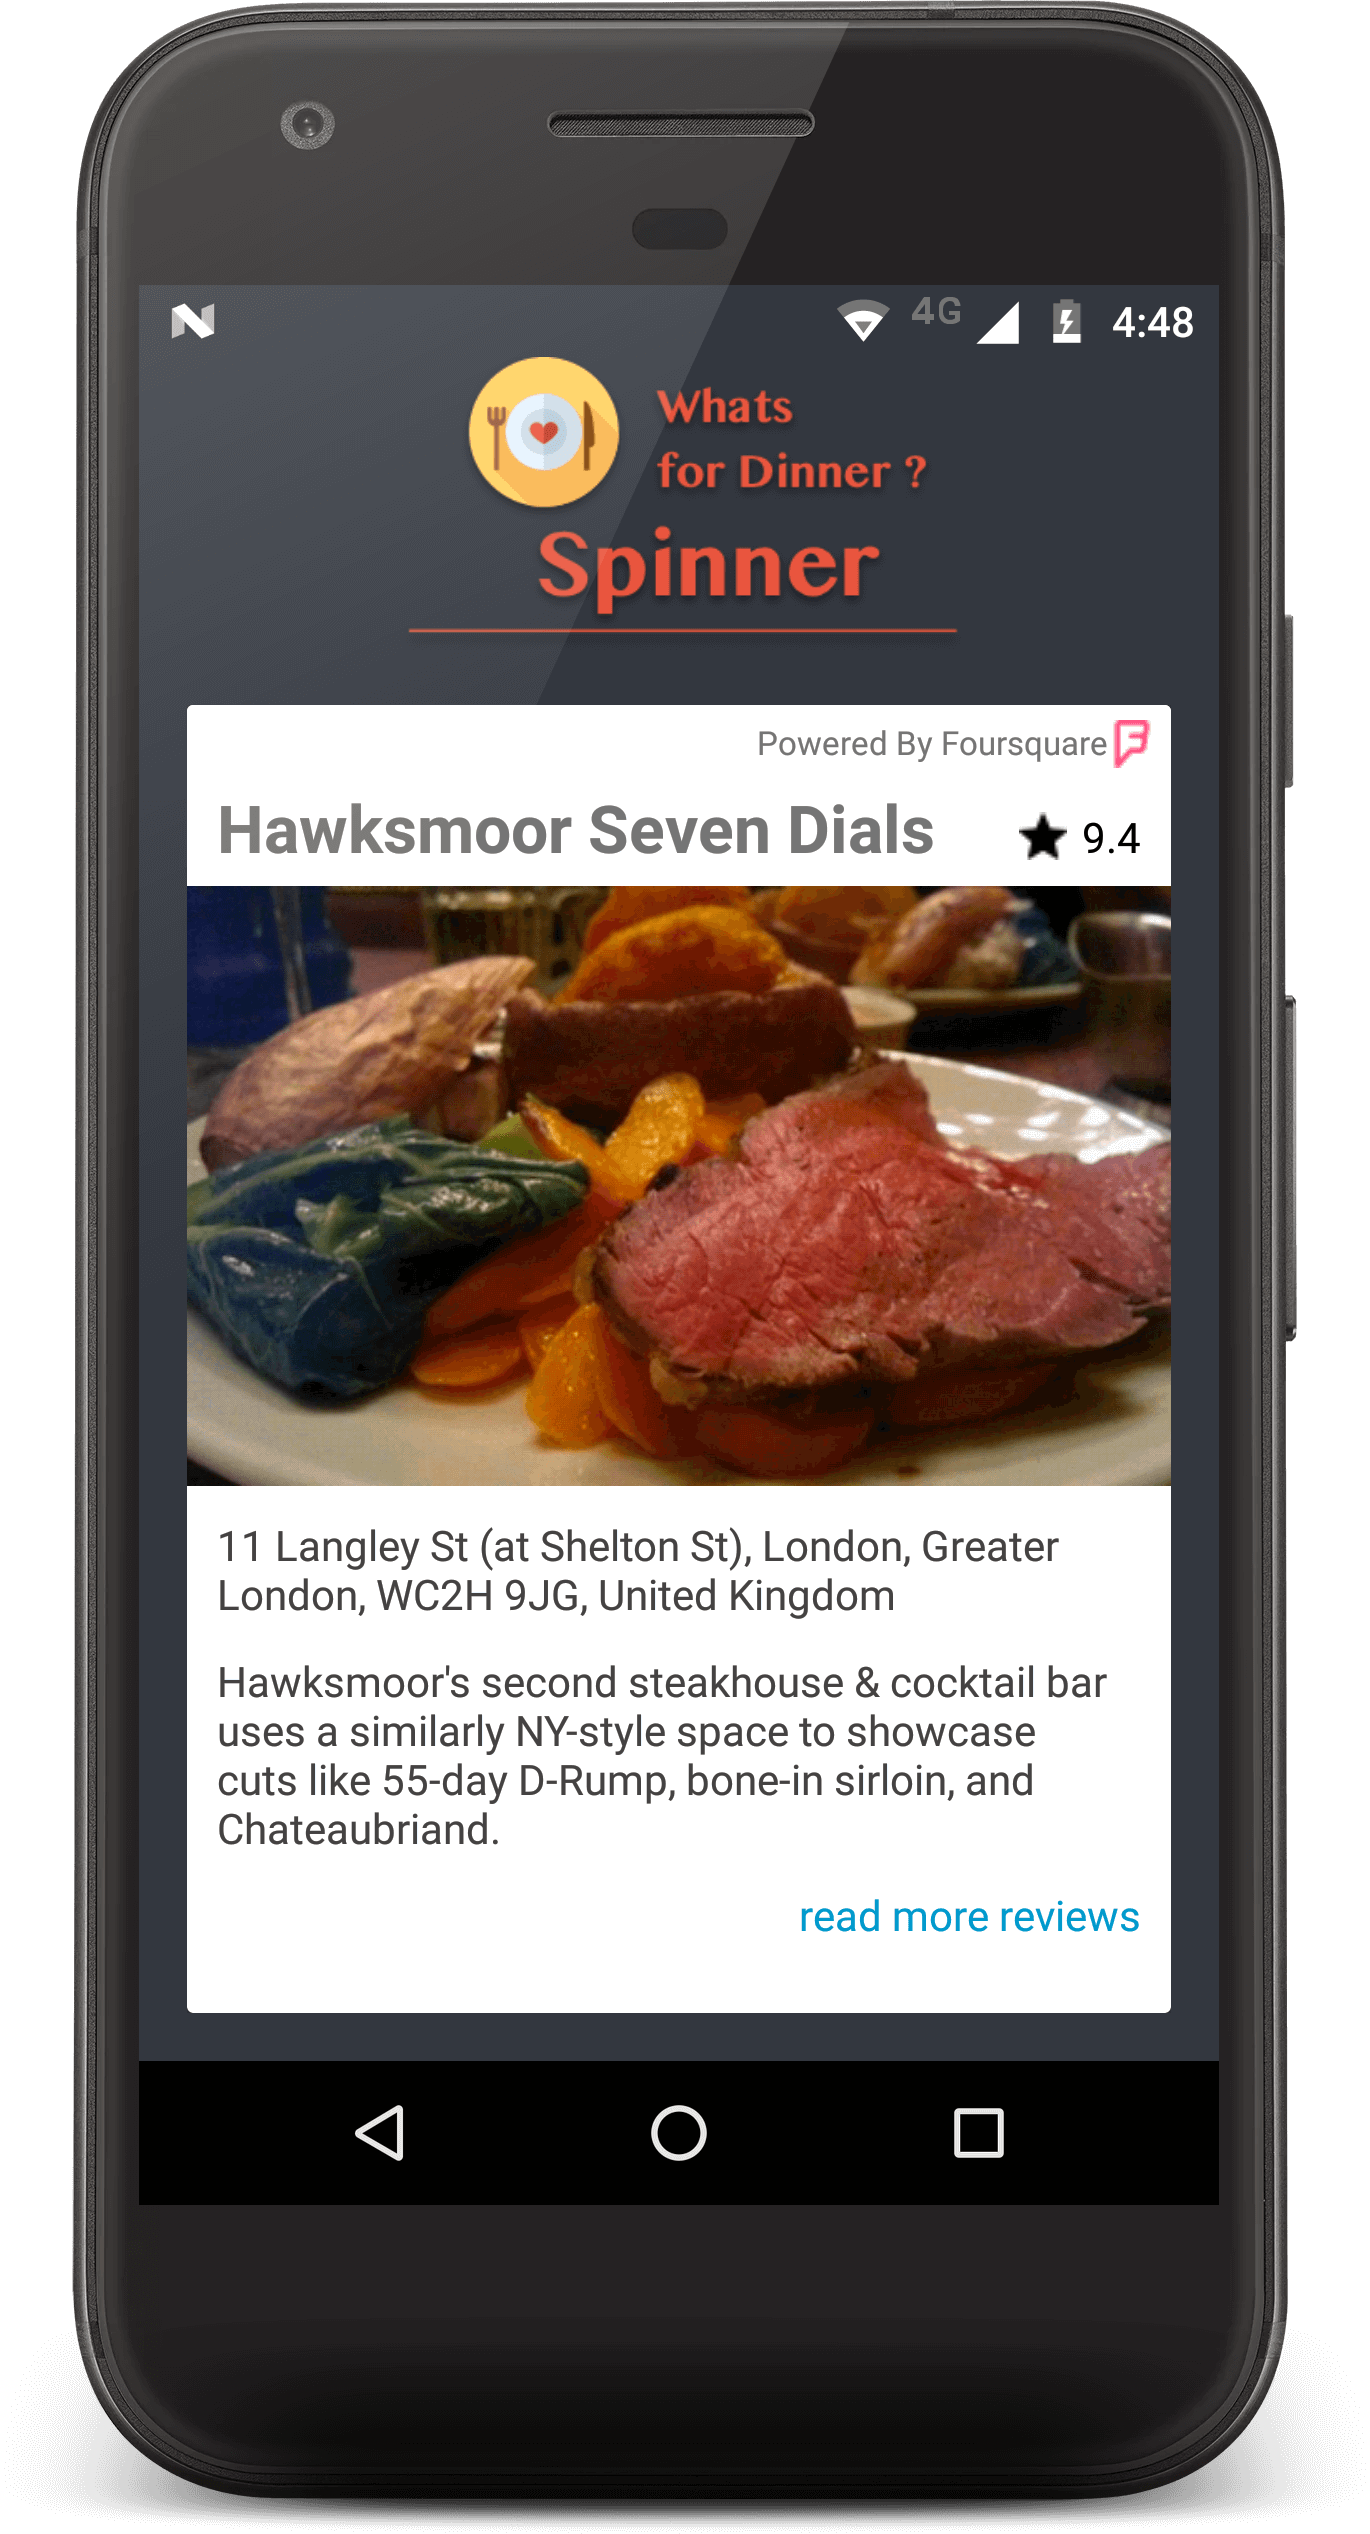 4G 4:48
Whats
for Dinner ?
Spinner
Powered By Foursquare
Hawksmoor Seven Dials 9.4
11 Langley St (at Shelton St), London, Greater
London, WC2H 9JG, United Kingdom
Hawksmoor's second steakhouse & cocktail bar
uses a similarly NY-style space to showcase
cuts like 55-day D-Rump, bone-in sirloin, and
Chateaubriand.
read more reviews